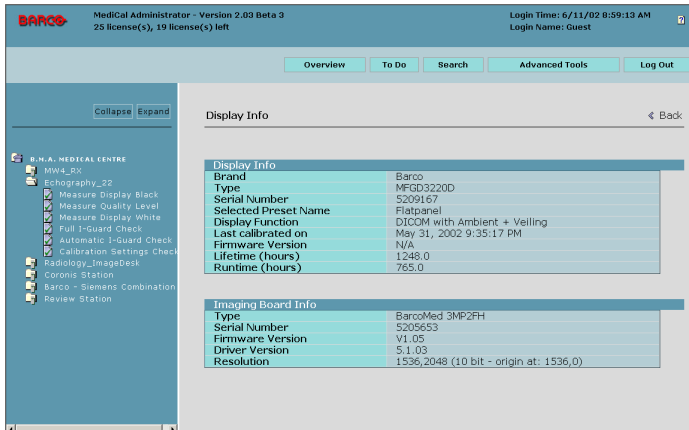 BARCO
MediCal Administrator - Version 2.03 Beta 3
25 license(s), 19 license(s) left
Login Time: 6/11/02 8:59:13 AM
Login Name: Guest
?
Overview To Do Search Advanced Tools Log Out
Collapse Expand
Display Info
« Back
B.M.A. MEDICAL CENTRE
MW4_RX
Echography_22
Measure Display Black
Measure Quality Level
Measure Display White
Full I-Guard Check
Automatic I-Guard Check
Calibration Settings Check
Radiology_ImageDesk
Coronis Station
Barco - Siemens Combination
Review Station
Display Info
Brand Barco
Type MFGD3220D
Serial Number 5209167
Selected Preset Name Flatpanel
Display Function DICOM with Ambient + Veiling
Last calibrated on May 31, 2002 9:35:17 PM
Firmware Version N/A
Lifetime (hours) 1248.0
Runtime (hours) 765.0
Imaging Board Info
Type BarcoMed 3MP2FH
Serial Number 5205653
Firmware Version V1.05
Driver Version 5.1.03
Resolution 1536,2048 (10 bit - origin at: 1536,0)